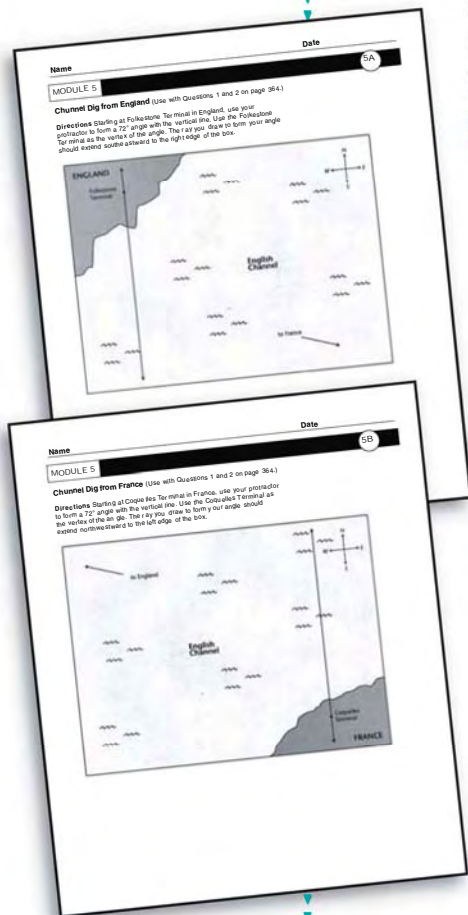 Name Date
MODULE 5 5A
Channel Dig from England (Use with Questions 1 and 2 on page 364.)
Directions Starting at Folkestone Terminal in England, use your
protractor to form a 72° angle with the vertical line. Use the Folkestone
Terminal as the vertex of the angle. The ray you draw to form your angle
should extend southeastward to the right edge of the box.
ENGLAND
Folkestone
Terminal
N
W E
S
English
Channel
to France
Name Date
MODULE 5 5B
Chunnel Dig from France (Use with Questions 1 and 2 on page 364.)
Directions Starting at Coquelles Terminal in France, use your protractor
to form a 72° angle with the vertical line. Use the Coquelles Terminal as
the vertex of the angle. The ray you draw to form your angle should
extend northwestward to the left edge of the box.
to England
N
W E
S
English
Channel
Coquelles
Terminal
FRANCE